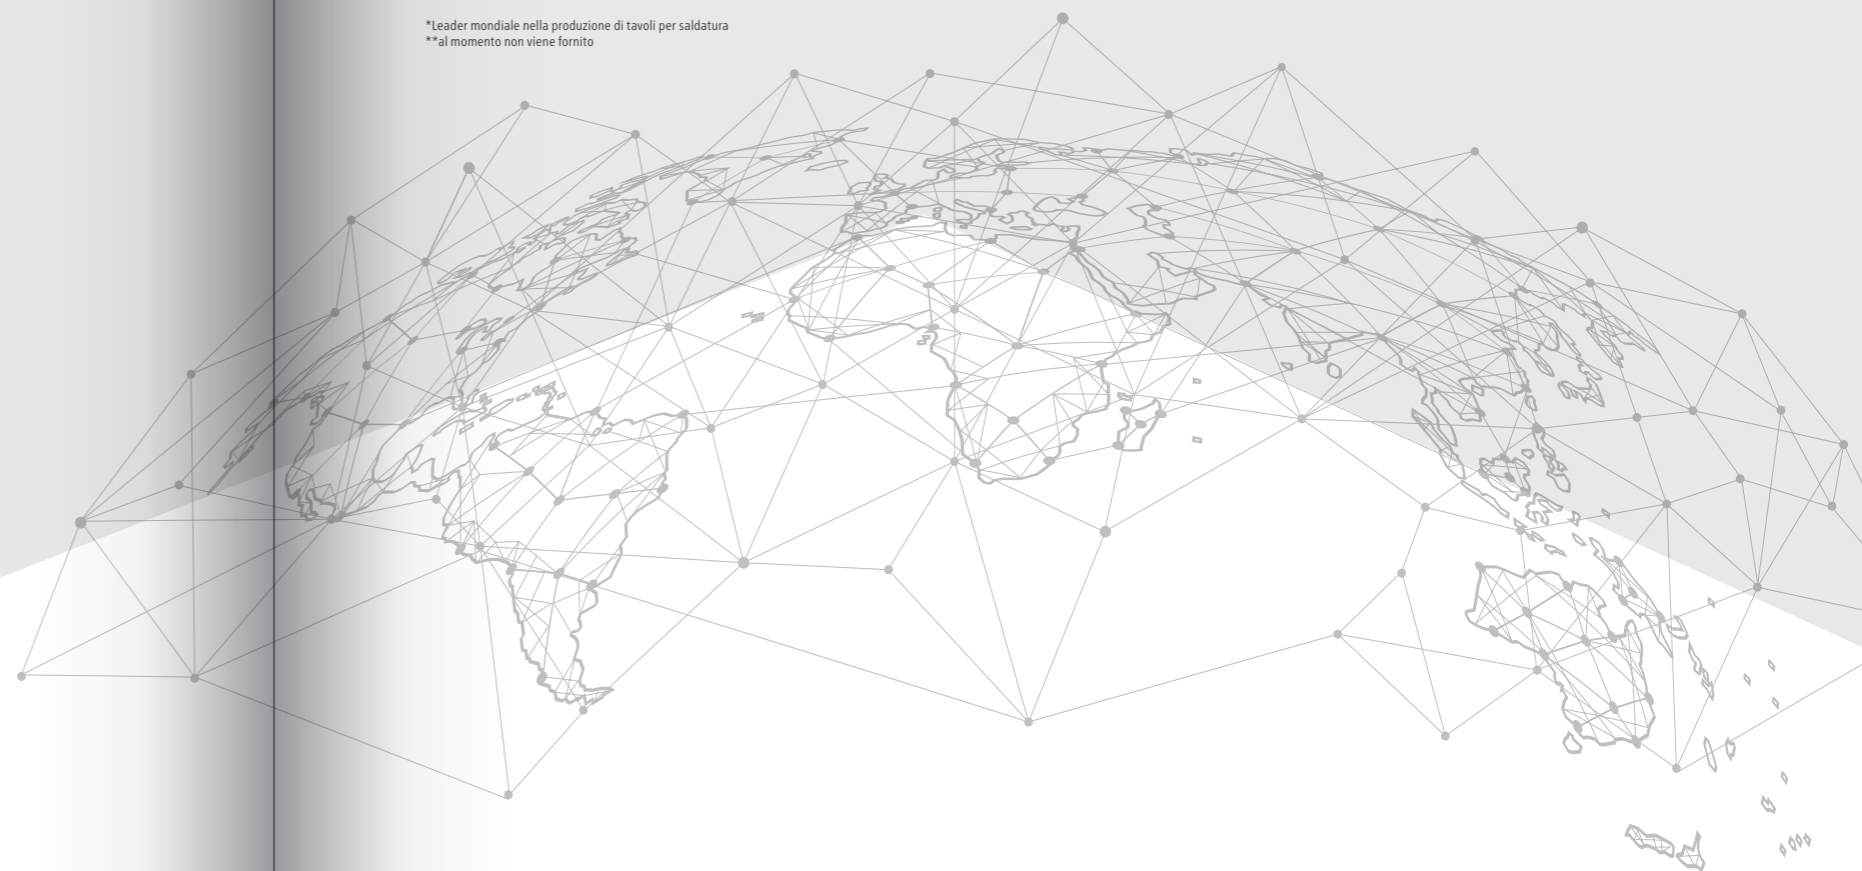 *Leader mondiale nella produzione di tavoli per saldatura
**al momento non viene fornito